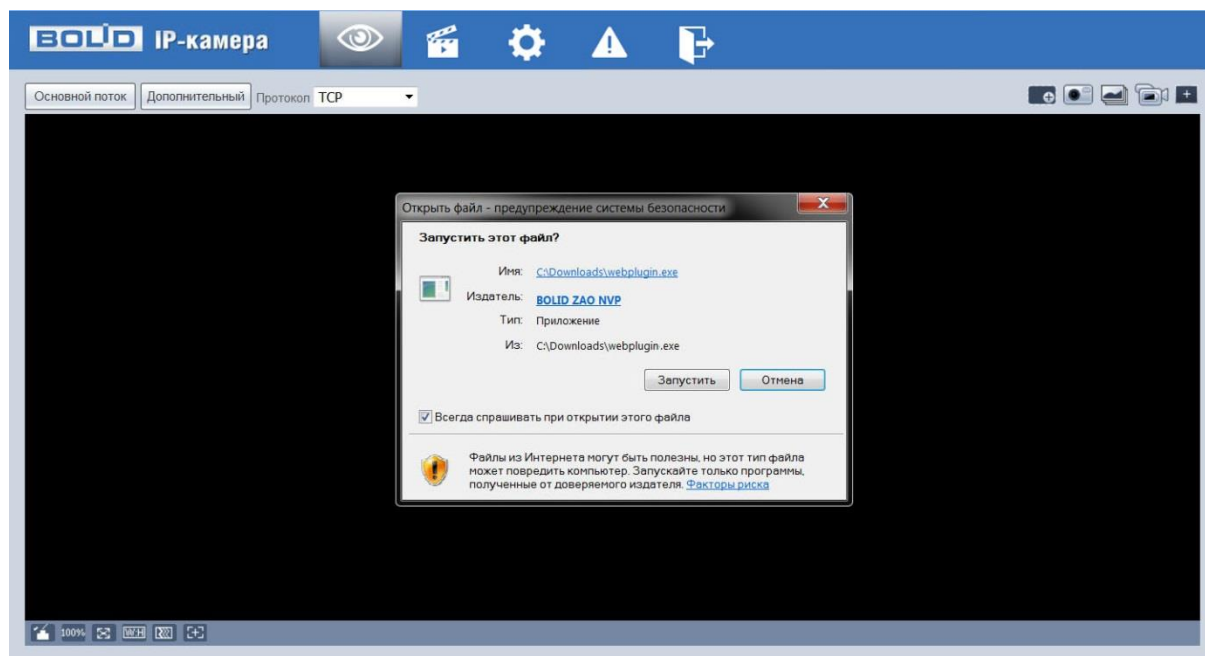 BOLID IP-камера
Основной поток Дополнительный Протокол TCP
Открыть файл - предупреждение системы безопасности
Запустить этот файл?
Имя: C:\Downloads\webplugin.exe
Издатель: BOLID ZAO NVP
Тип: Приложение
Из: C:\Downloads\webplugin.exe
Запустить Отмена
Всегда спрашивать при открытии этого файла
Файлы из Интернета могут быть полезны, но этот тип файла
может повредить компьютер. Запускайте только программы,
полученные от доверяемого издателя. Факторы риска
100% W:H